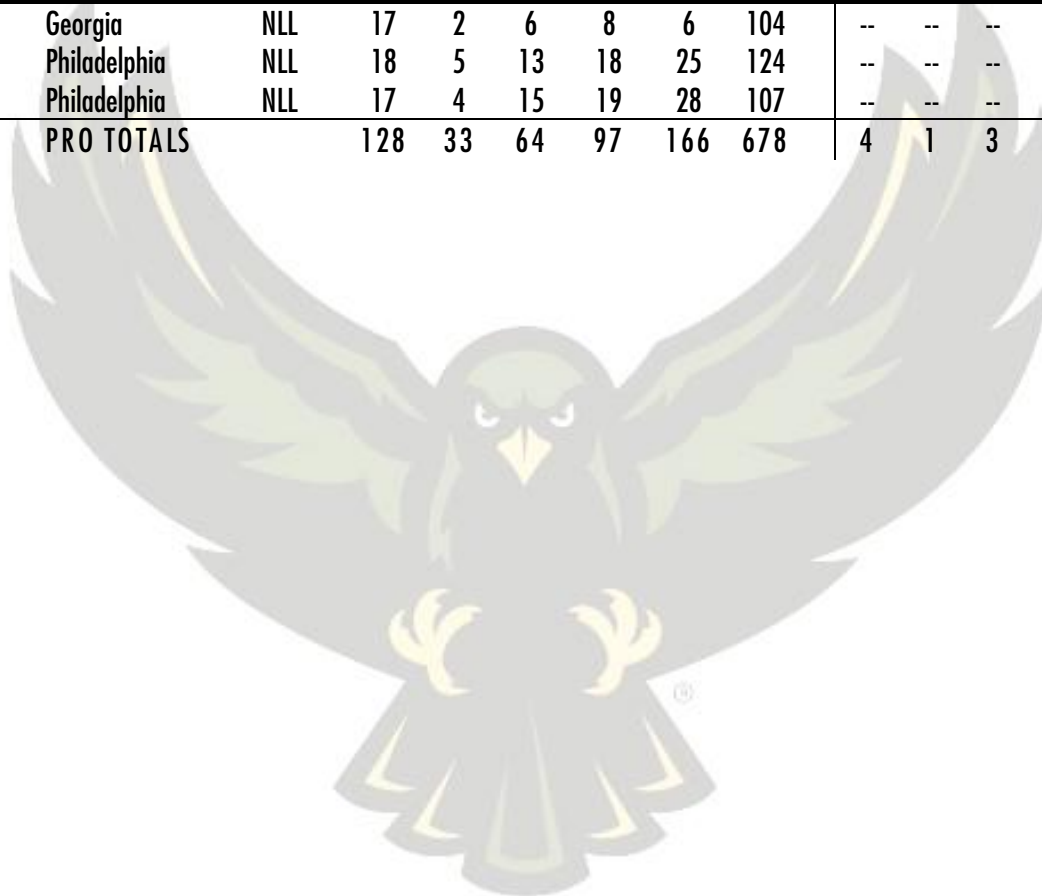 Georgia NLL 17 2 6 8 6 104 -- -- --
Philadelphia NLL 18 5 13 18 25 124 -- -- --
Philadelphia NLL 17 4 15 19 28 107 -- -- --
PRO TOTALS 128 33 64 97 166 678 4 1 3
®